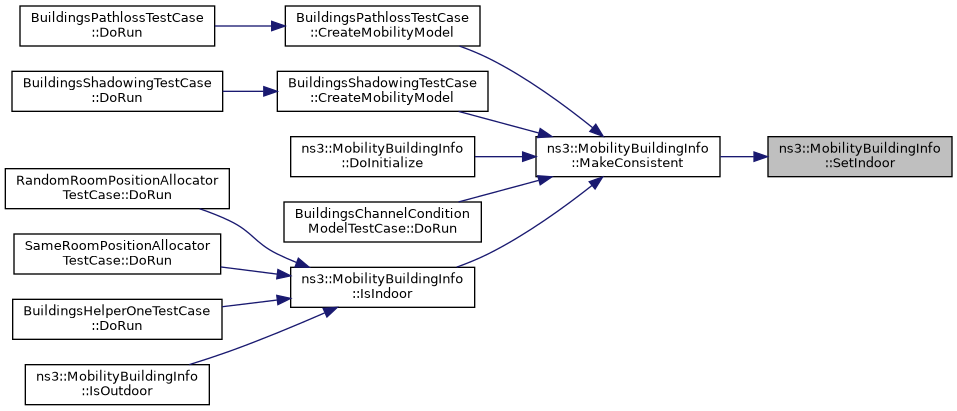 BuildingsPathlossTestCase
::DoRun
BuildingsPathlossTestCase
::CreateMobilityModel
BuildingsShadowingTestCase
::DoRun
BuildingsShadowingTestCase
::CreateMobilityModel
ns3::MobilityBuildingInfo
::DoInitialize
ns3::MobilityBuildingInfo
::MakeConsistent
ns3::MobilityBuildingInfo
::SetIndoor
RandomRoomPositionAllocator
TestCase::DoRun
BuildingsChannelCondition
ModelTestCase::DoRun
SameRoomPositionAllocator
TestCase::DoRun
ns3::MobilityBuildingInfo
::IsIndoor
BuildingsHelperOneTestCase
::DoRun
ns3::MobilityBuildingInfo
::IsOutdoor